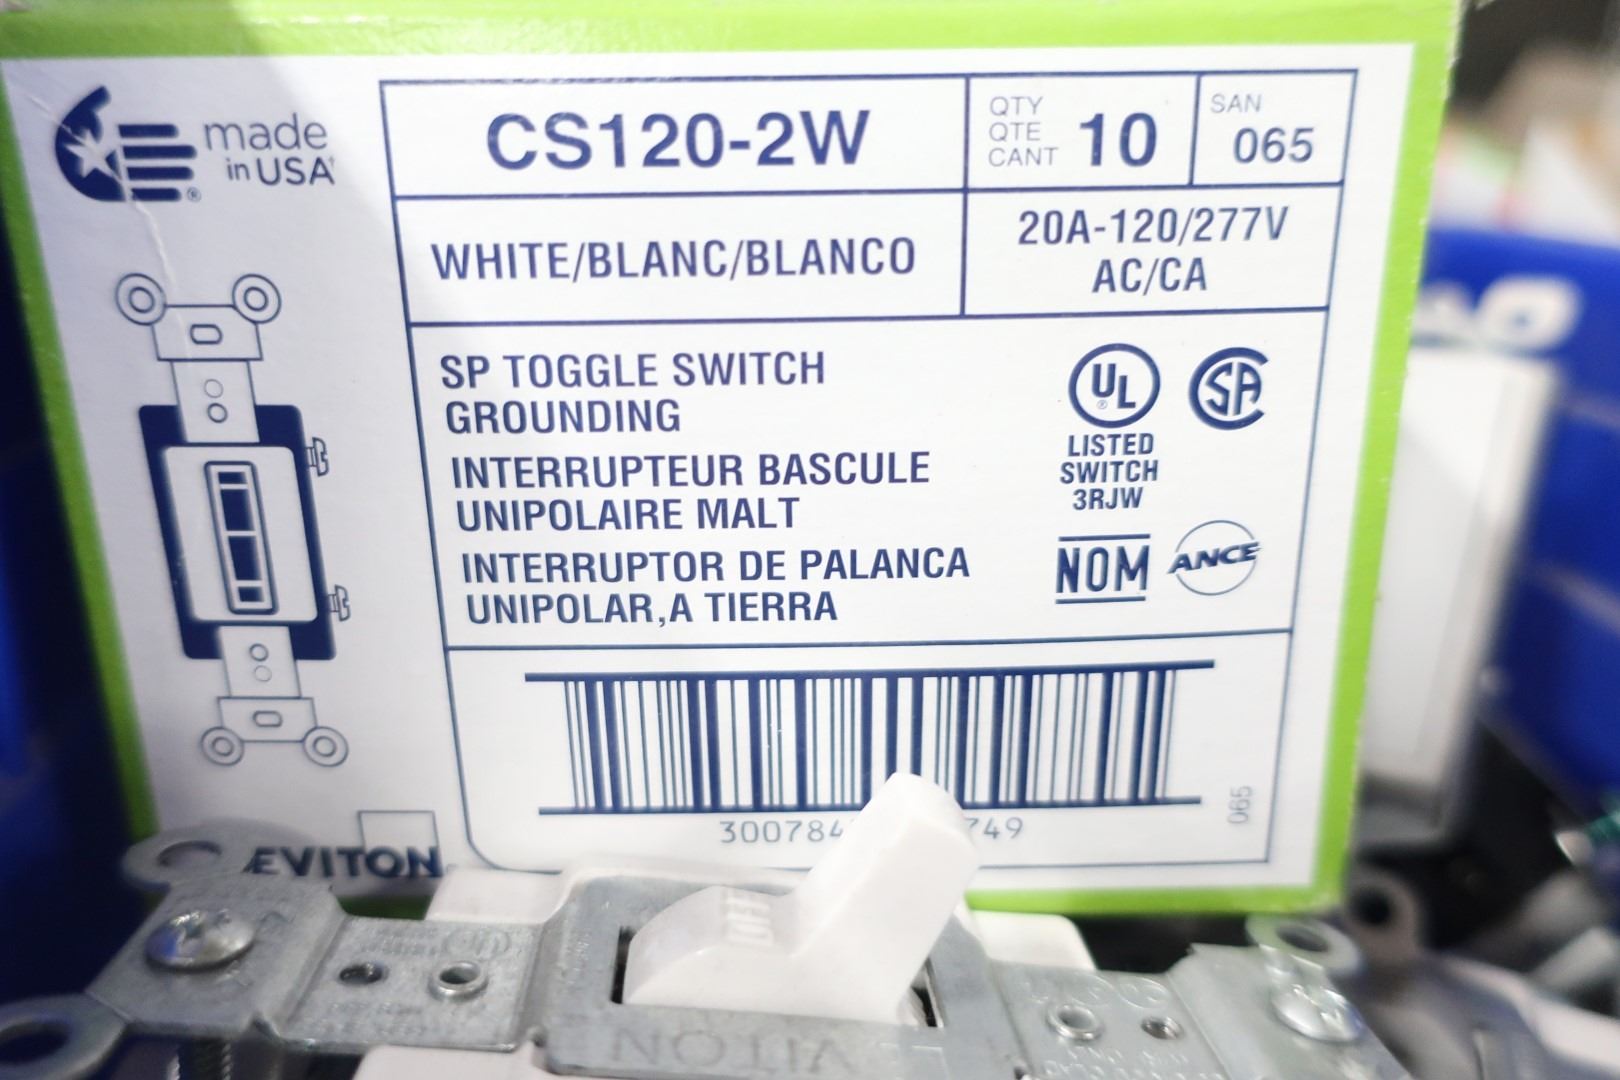 made
in USA†
CS120-2W
QTY
QTE
CANT
10
SAN
065
WHITE/BLANC/BLANCO
20A-120/277V
AC/CA
SP TOGGLE SWITCH
GROUNDING
INTERRUPTEUR BASCULE
UNIPOLAIRE MALT
INTERRUPTOR DE PALANCA
UNIPOLAR,A TIERRA
UL
®
SA
LISTED
SWITCH
3RJW
NOM
ANCE
065
EVITON
OFF